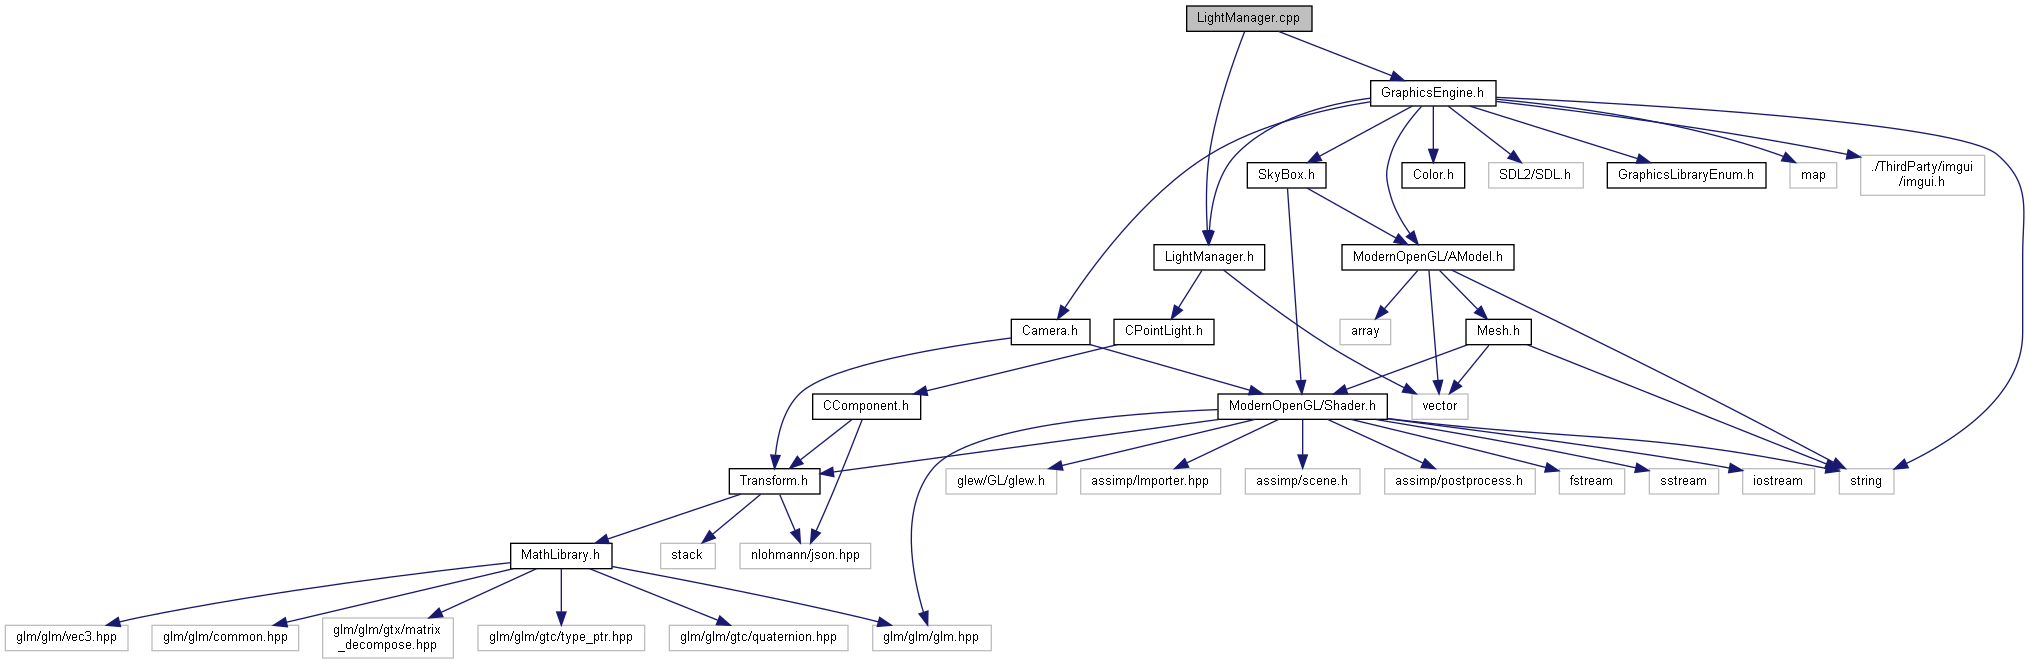 LightManager.cpp
GraphicsEngine.h
SkyBox.h
Color.h
SDL2/SDL.h
GraphicsLibraryEnum.h
map
./ThirdParty/imgui
/imgui.h
LightManager.h
ModernOpenGL/AModel.h
Camera.h
CPointLight.h
array
Mesh.h
CComponent.h
ModernOpenGL/Shader.h
vector
Transform.h
glew/GL/glew.h
assimp/Importer.hpp
assimp/scene.h
assimp/postprocess.h
fstream
sstream
iostream
string
MathLibrary.h
stack
nlohmann/json.hpp
glm/glm/vec3.hpp
glm/glm/common.hpp
glm/glm/gtx/matrix
_decompose.hpp
glm/glm/gtc/type_ptr.hpp
glm/glm/gtc/quaternion.hpp
glm/glm/glm.hpp